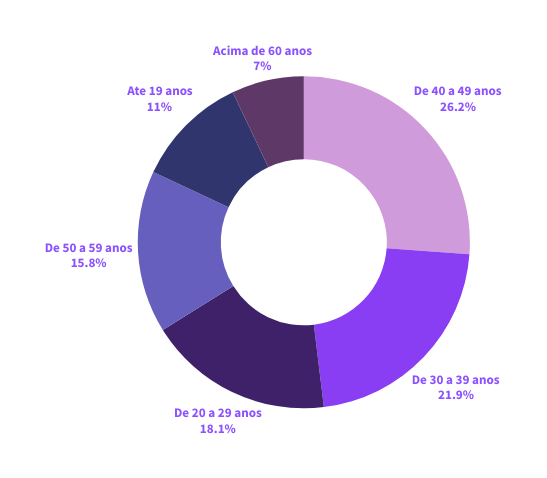 Acima de 60 anos
7%
De 40 a 49 anos
26.2%
De 30 a 39 anos
21.9%
De 20 a 29 anos
18.1%
De 50 a 59 anos
15.8%
Ate 19 anos
11%